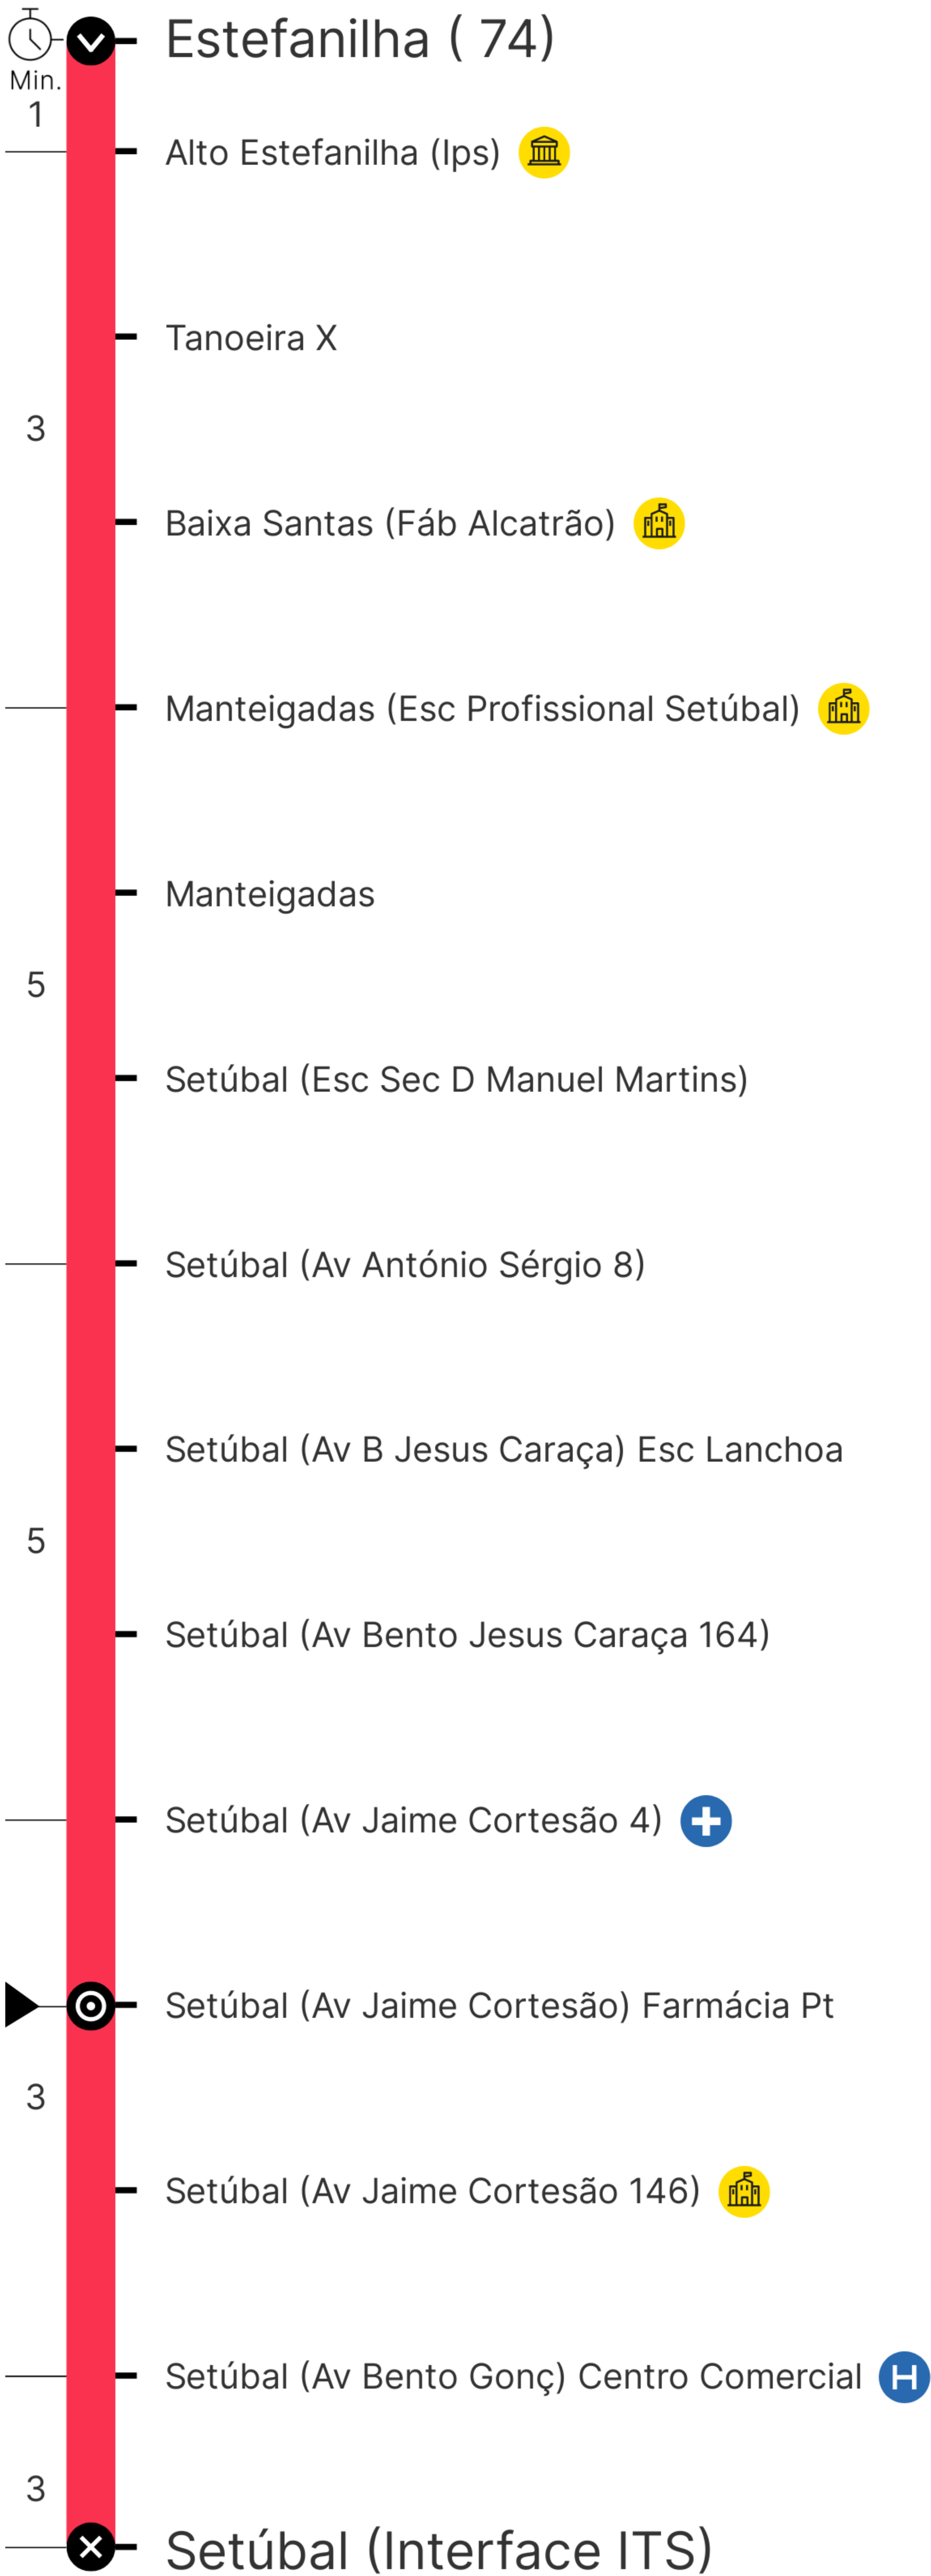 Estefanilha ( 74)
Min.
1
Alto Estefanilha (Ips)
Tanoeira X
3
Baixa Santas (Fáb Alcatrão)
Manteigadas (Esc Profissional Setúbal)
Manteigadas
5
Setúbal (Esc Sec D Manuel Martins)
Setúbal (Av António Sérgio 8)
Setúbal (Av B Jesus Caraça) Esc Lanchoa
5
Setúbal (Av Bento Jesus Caraça 164)
Setúbal (Av Jaime Cortesão 4)
Setúbal (Av Jaime Cortesão) Farmácia Pt
3
Setúbal (Av Jaime Cortesão 146)
Setúbal (Av Bento Gonç) Centro Comercial H
3
Setúbal (Interface ITS)